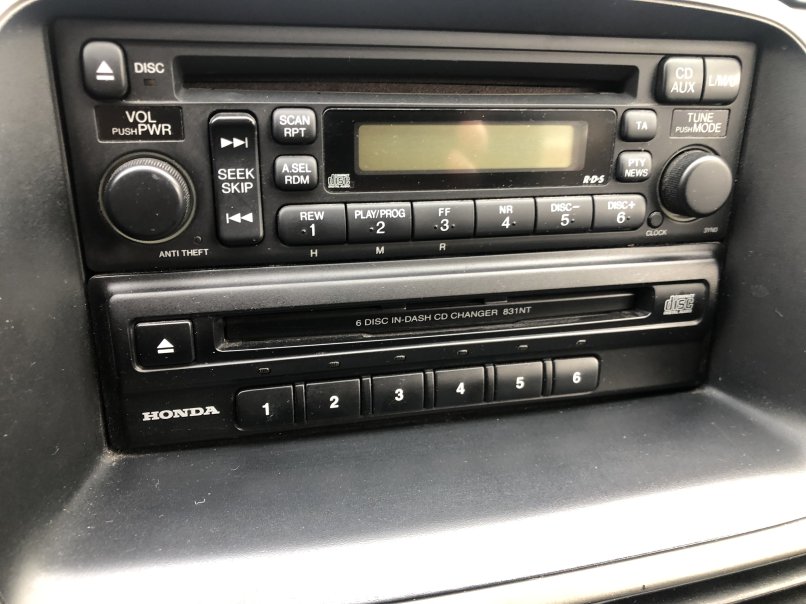 DISC
CD
AUX
L/M/U
VOL
PUSH PWR
SCAN
RPT
TA
TUNE
PUSH MODE
SEEK
SKIP
A.SEL
RDM
disc
R·D·S
PTY
NEWS
REW
1
PLAY/PROG
2
FF
3
NR
4
DISC−
5
DISC+
6
ANTI THEFT
H
M
R
CLOCK
SYND
6 DISC IN-DASH CD CHANGER 831NT
disc
HONDA
1
2
3
4
5
6